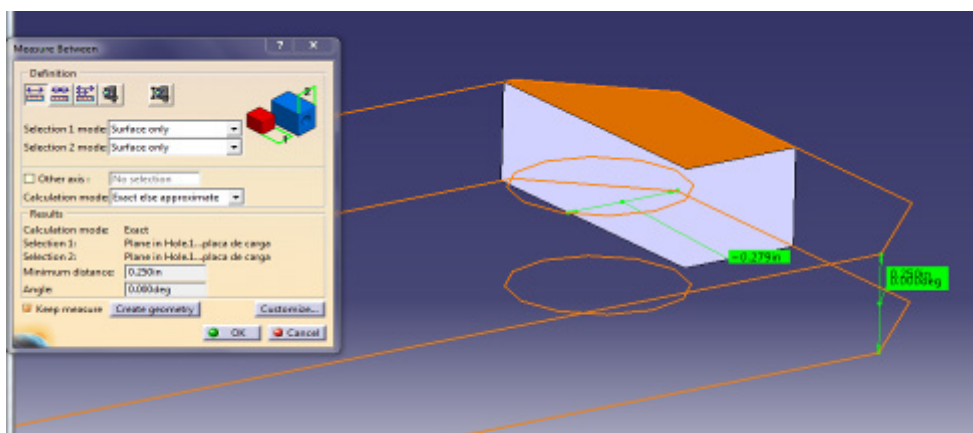 Measure Between
Definition
Selection 1 mode: Surface only
Selection 2 mode: Surface only
Other axis : No selection
Calculation mode: Exact else approximate
Results
Calculation mode: Exact
Selection 1: Plane in Hole.1...placa de carga
Selection 2: Plane in Hole.1...placa de carga
Minimum distance: 0.250in
Angle: 0.000deg
Keep measure Create geometry Customize...
OK Cancel
~0.279in
0.250in
0.000deg